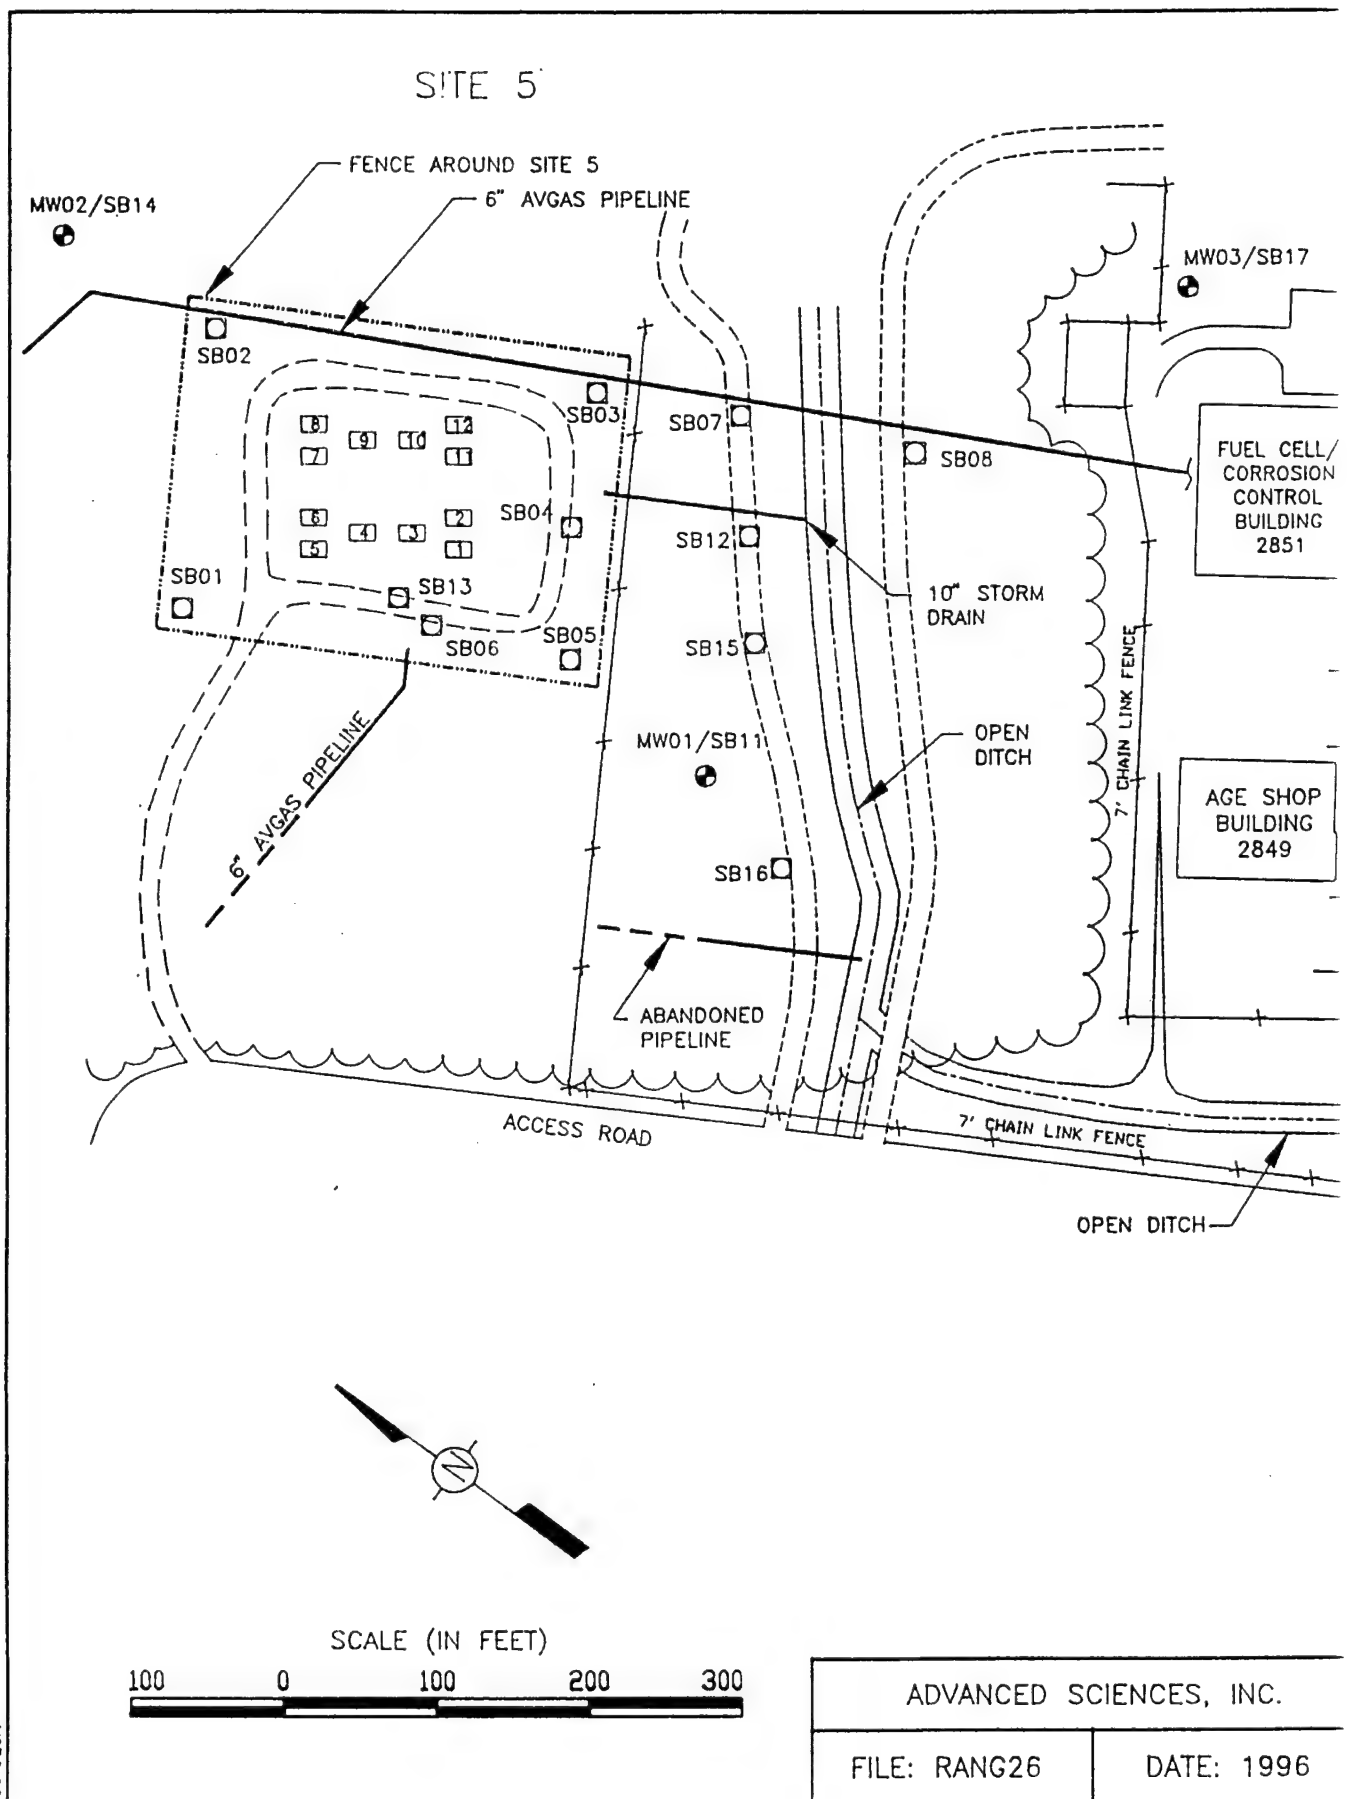 SITE 5
FENCE AROUND SITE 5
6" AVGAS PIPELINE
MW02/SB14
MW03/SB17
SB02
SB03
SB07
SB08
8
9
10
12
7
11
6
4
3
2
5
1
SB04
SB12
SB01
SB13
SB06
SB05
SB15
10" STORM
DRAIN
FUEL CELL/
CORROSION
CONTROL
BUILDING
2851
7' CHAIN LINK FENCE
MW01/SB11
OPEN
DITCH
6" AVGAS PIPELINE
AGE SHOP
BUILDING
2849
SB16
ABANDONED
PIPELINE
ACCESS ROAD
7' CHAIN LINK FENCE
OPEN DITCH
N
SCALE (IN FEET)
100 0 100 200 300
ADVANCED SCIENCES, INC.
FILE: RANG26
DATE: 1996